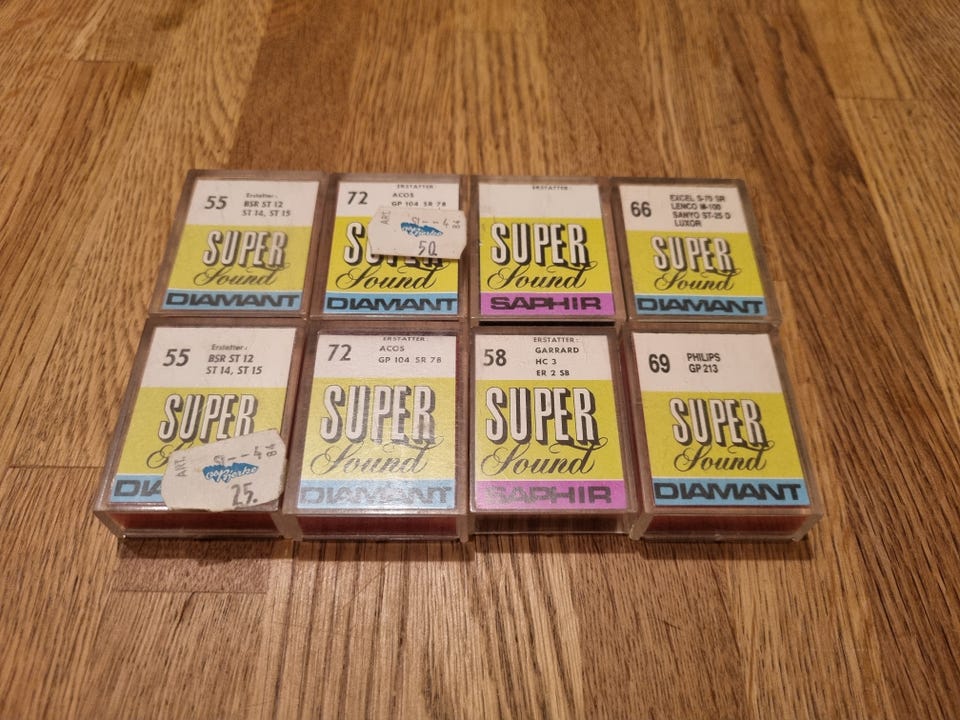 55
Erstatter:
BSR ST 12
ST 14, ST 15
SUPER
Sound
DIAMANT
72
ERSTATTER:
ACOS
GP 104 SR 78
ART.
84
50.
Sound
DIAMANT
ERSTATTER:
SUPER
Sound
SAPHIR
66
EXCEL S-70 SR
LENCO M-100
SANYO ST-25 D
LUXOR
SUPER
Sound
DIAMANT
55
Erstatter:
BSR ST 12
ST 14, ST 15
SUPER
ART.
84
25.
72
ERSTATTER:
ACOS
GP 104 SR 78
SUPER
Sound
DIAMANT
58
ERSTATTER:
GARRARD
HC 3
ER 2 SB
SUPER
Sound
SAPHIR
69
PHILIPS
GP 213
SUPER
Sound
DIAMANT